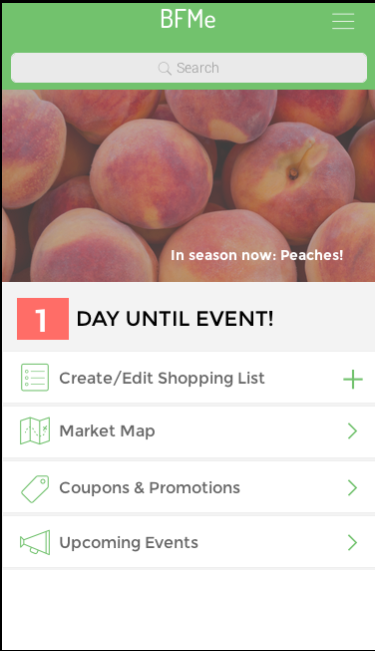 BFMe
Search
In season now: Peaches!
1 DAY UNTIL EVENT!
Create/Edit Shopping List
Market Map
Coupons & Promotions
Upcoming Events